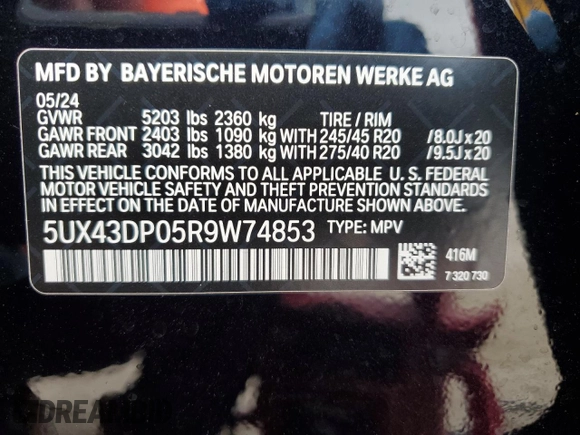 MFD BY BAYERISCHE MOTOREN WERKE AG
05/24
GVWR 5203 lbs 2360 kg TIRE / RIM
GAWR FRONT 2403 lbs 1090 kg WITH 245/45 R20 /8.0J x 20
GAWR REAR 3042 lbs 1380 kg WITH 275/40 R20 /9.5J x 20
THIS VEHICLE CONFORMS TO ALL APPLICABLE U. S. FEDERAL
MOTOR VEHICLE SAFETY AND THEFT PREVENTION STANDARDS
IN EFFECT ON THE DATE OF MANUFACTURE SHOWN ABOVE.
5UX43DP05R9W74853 TYPE: MPV
416M
7 320 730